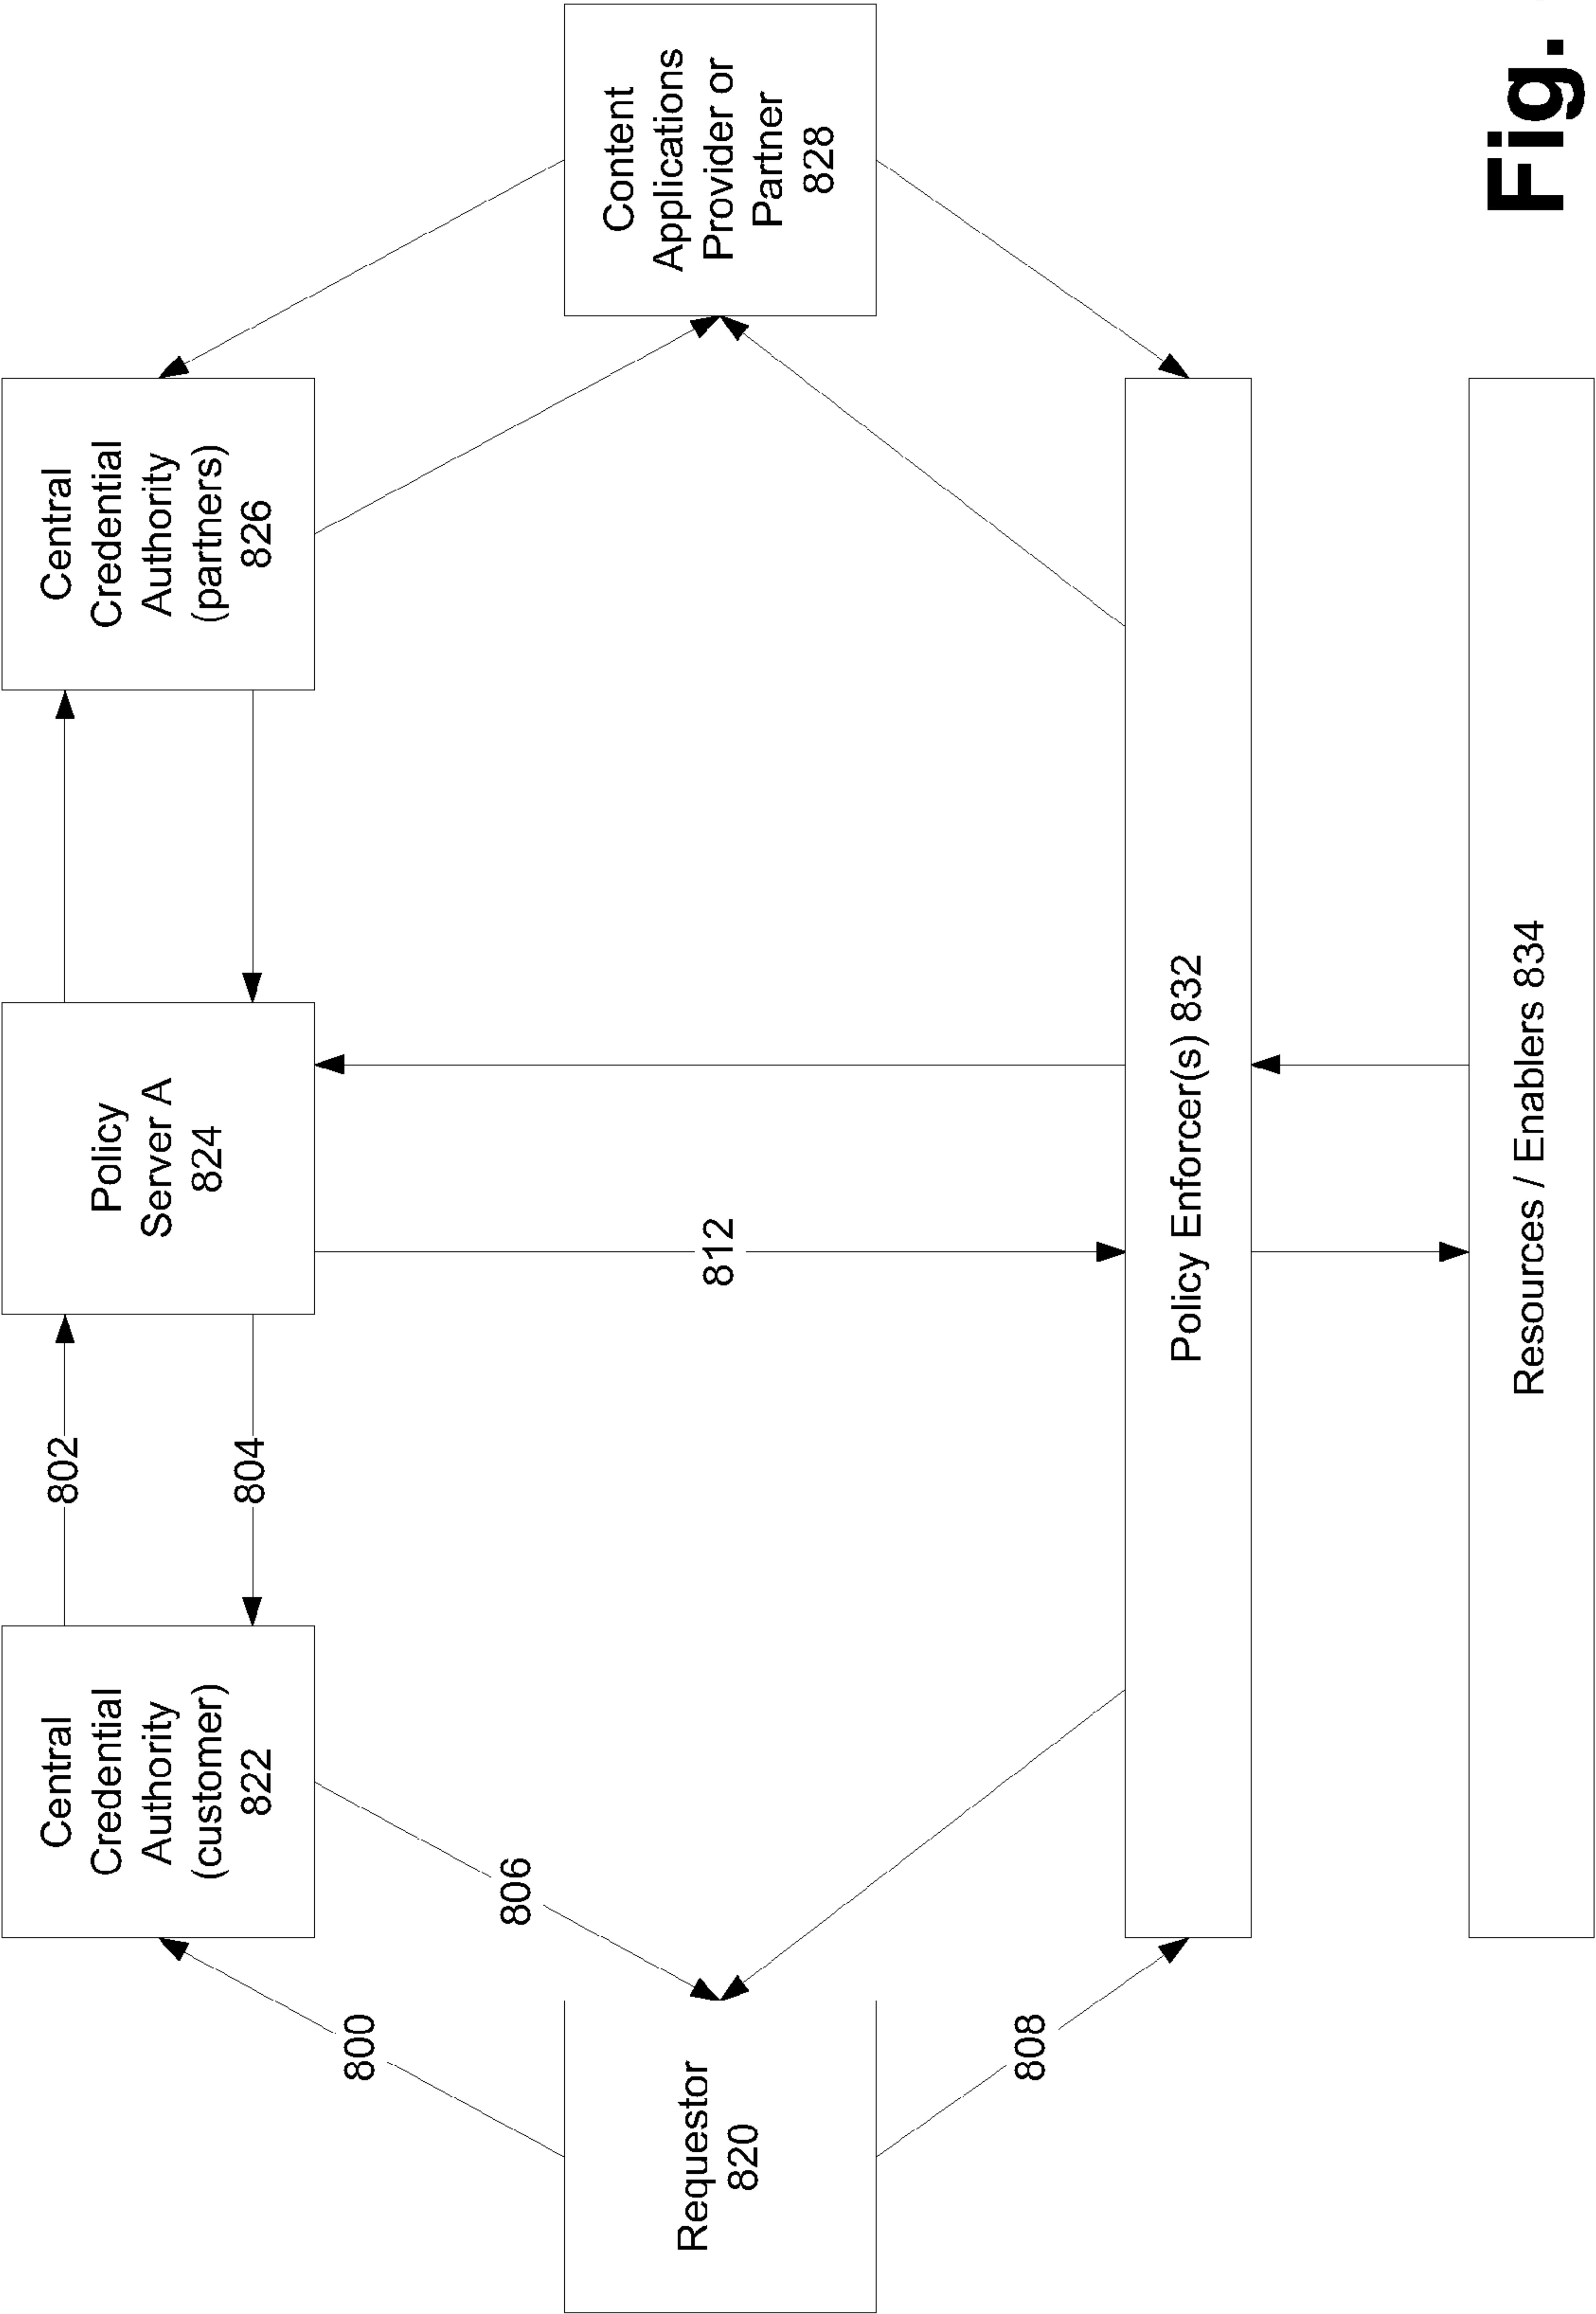 Central
Credential
Authority
(customer)
822
802
804
Policy
Server A
824
Central
Credential
Authority
(partners)
826
800
806
Requestor
820
812
Content
Applications
Provider or
Partner
828
808
Policy Enforcer(s) 832
Resources / Enablers 834
Fig.